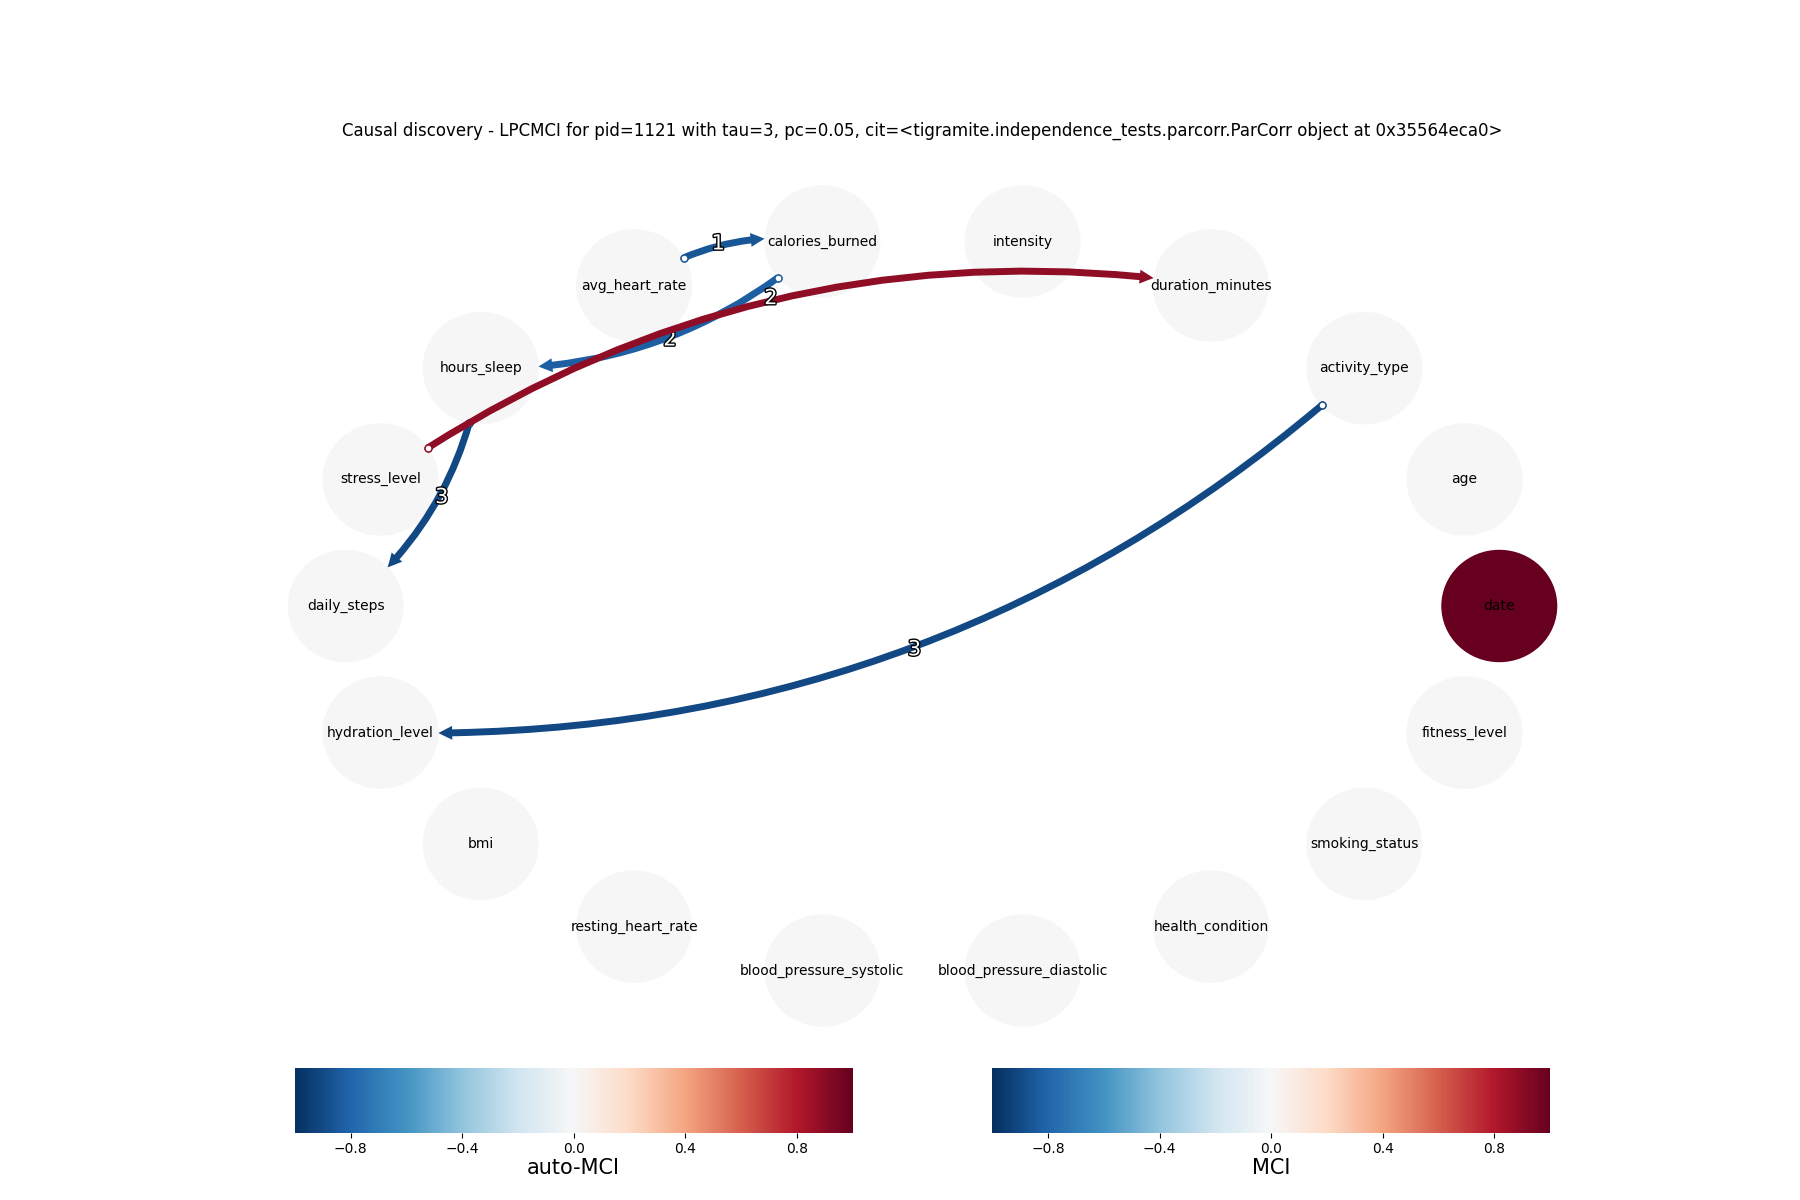 Causal discovery - LPCMCI for pid=1121 with tau=3, pc=0.05, cit=<tigramite.independence_tests.parcorr.ParCorr object at 0x35564eca0>
calories_burned
intensity
1
avg_heart_rate
duration_minutes
2
2
hours_sleep
activity_type
stress_level
age
3
daily_steps
date
3
hydration_level
fitness_level
bmi
smoking_status
resting_heart_rate
health_condition
blood_pressure_systolic
blood_pressure_diastolic
−0.8 −0.4 0.0 0.4 0.8
auto-MCI
−0.8 −0.4 0.0 0.4 0.8
MCI